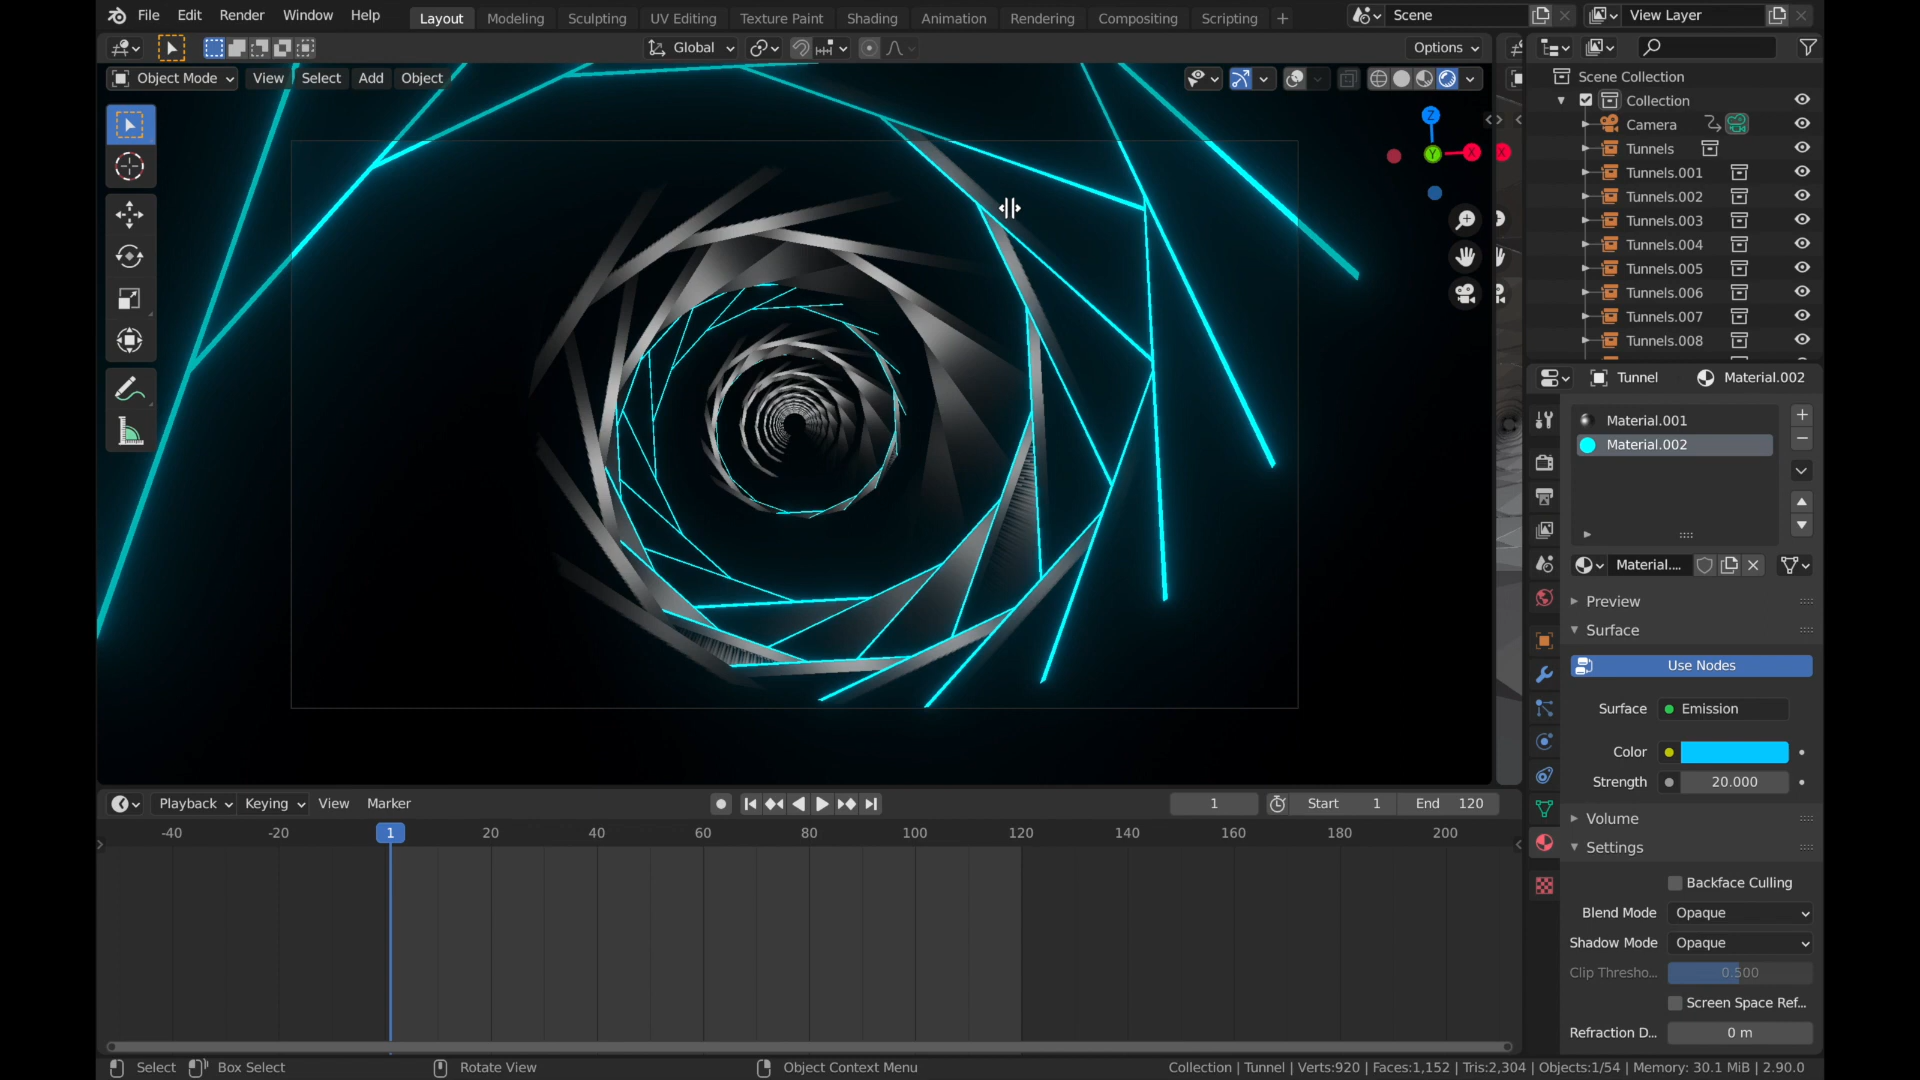 File Edit Render Window Help Layout Modeling Sculpting UV Editing Texture Paint Shading Animation Rendering Compositing Scripting + Scene View Layer
Global Options
Object Mode View Select Add Object
Z
X
Y
X
Scene Collection
Collection
Camera
Tunnels
Tunnels.001
Tunnels.002
Tunnels.003
Tunnels.004
Tunnels.005
Tunnels.006
Tunnels.007
Tunnels.008
Tunnel Material.002
Material.001
Material.002
Material....
Preview
Surface
Use Nodes
Surface Emission
Color
Strength 20.000
Volume
Settings
Backface Culling
Blend Mode Opaque
Shadow Mode Opaque
Clip Thresho... 0.500
Screen Space Ref...
Refraction D... 0 m
Playback Keying View Marker 1 Start 1 End 120
-40 -20 1 20 40 60 80 100 120 140 160 180 200
Select Box Select Rotate View Object Context Menu Collection | Tunnel | Verts:920 | Faces:1,152 | Tris:2,304 | Objects:1/54 | Memory: 30.1 MiB | 2.90.0